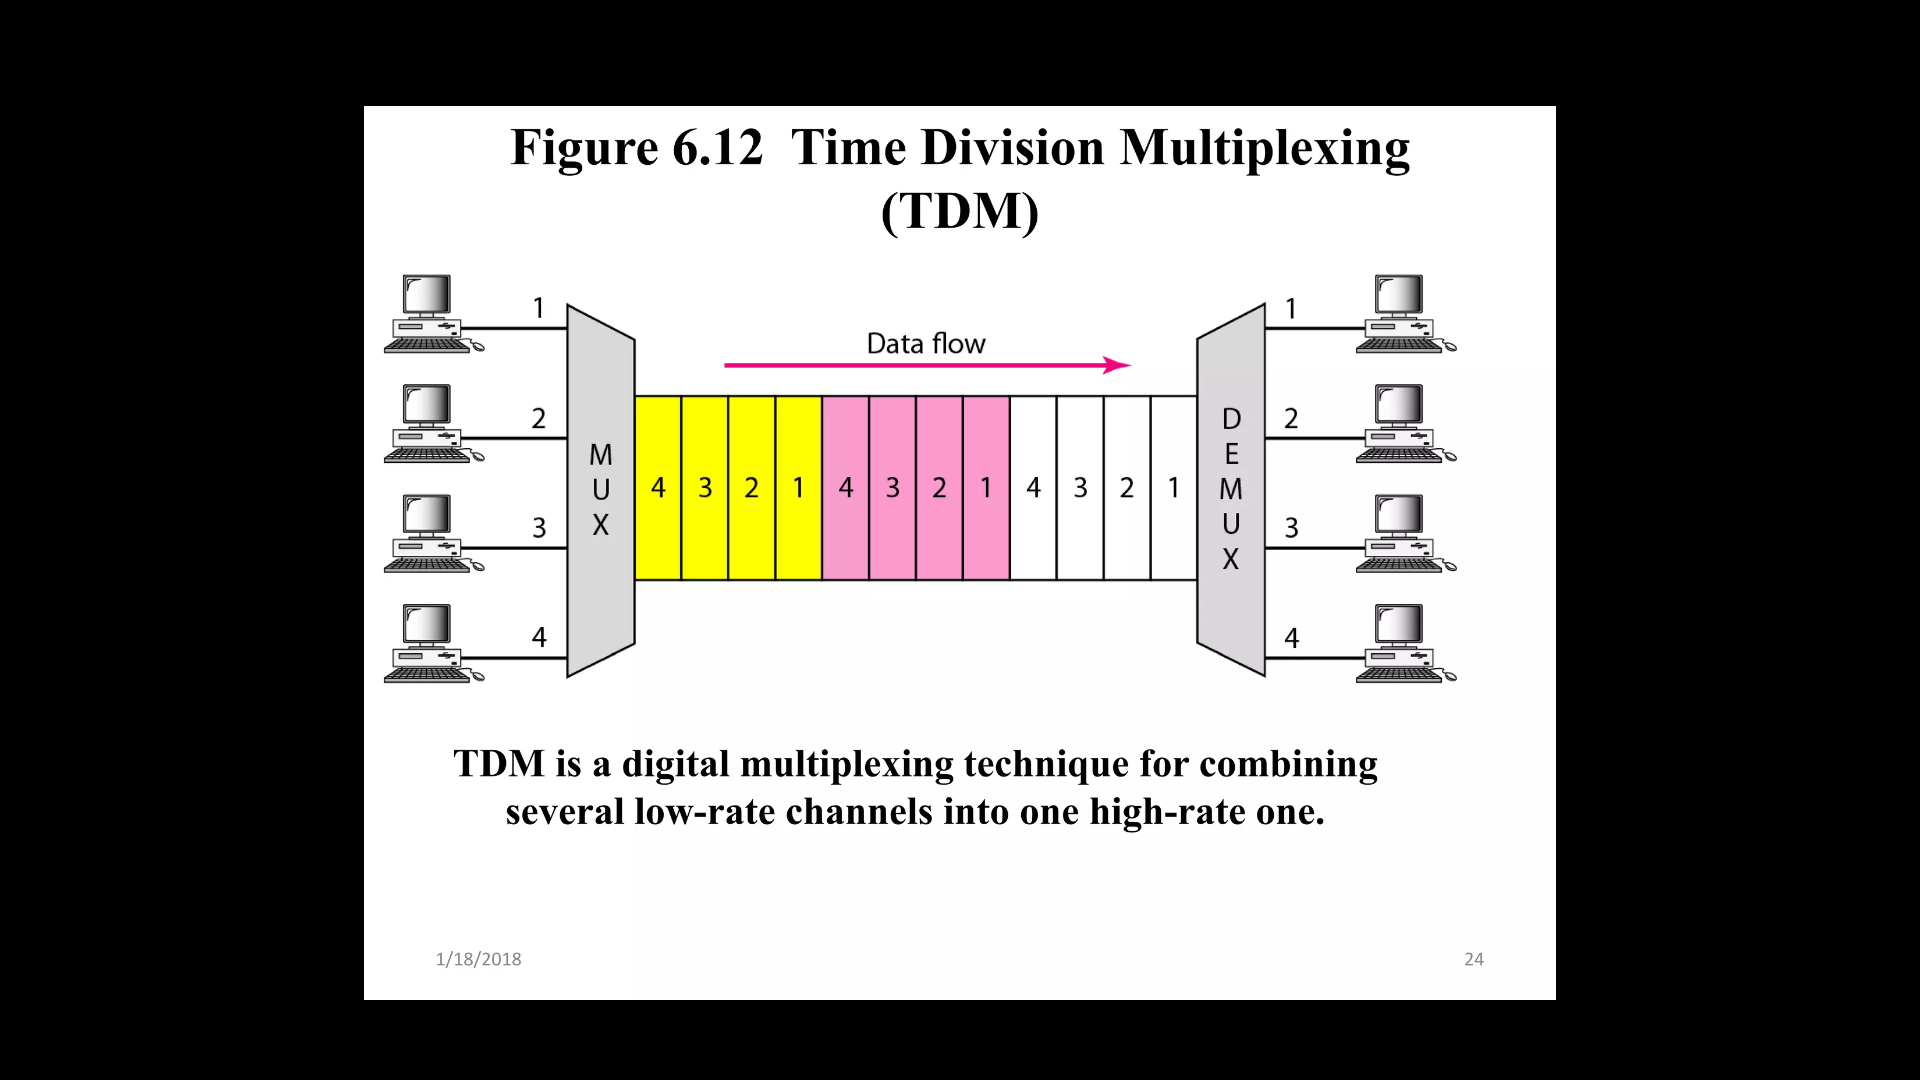 Figure 6.12  Time Division Multiplexing
(TDM)
1
2
3
4
M
U
X
Data flow
4 3 2 1 4 3 2 1 4 3 2 1
D
E
M
U
X
1
2
3
4
TDM is a digital multiplexing technique for combining
several low-rate channels into one high-rate one.
1/18/2018
24